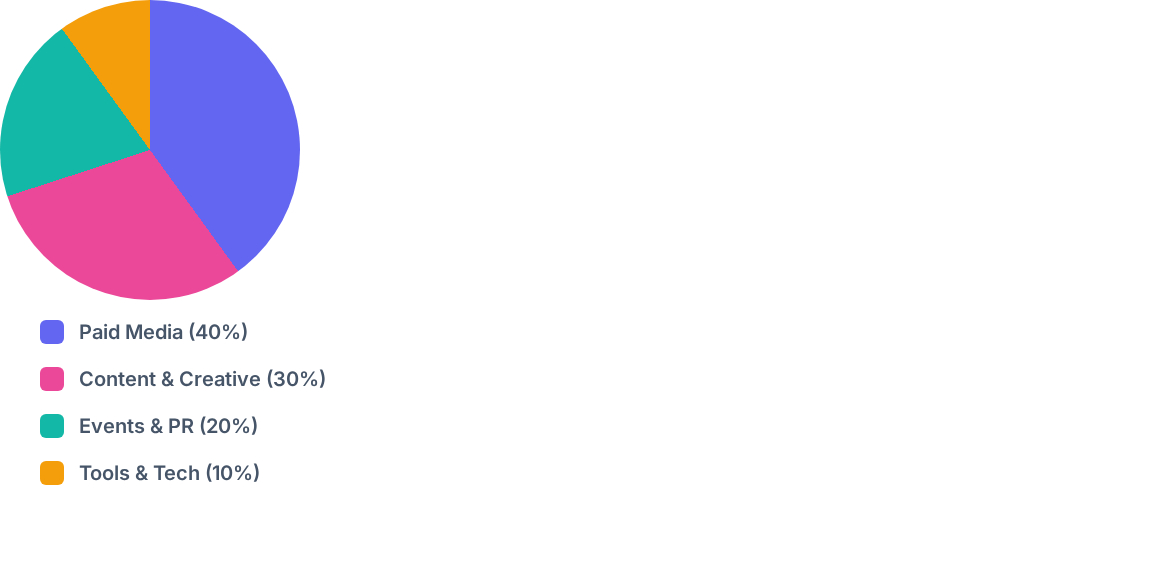 Paid Media (40%)
Content & Creative (30%)
Events & PR (20%)
Tools & Tech (10%)